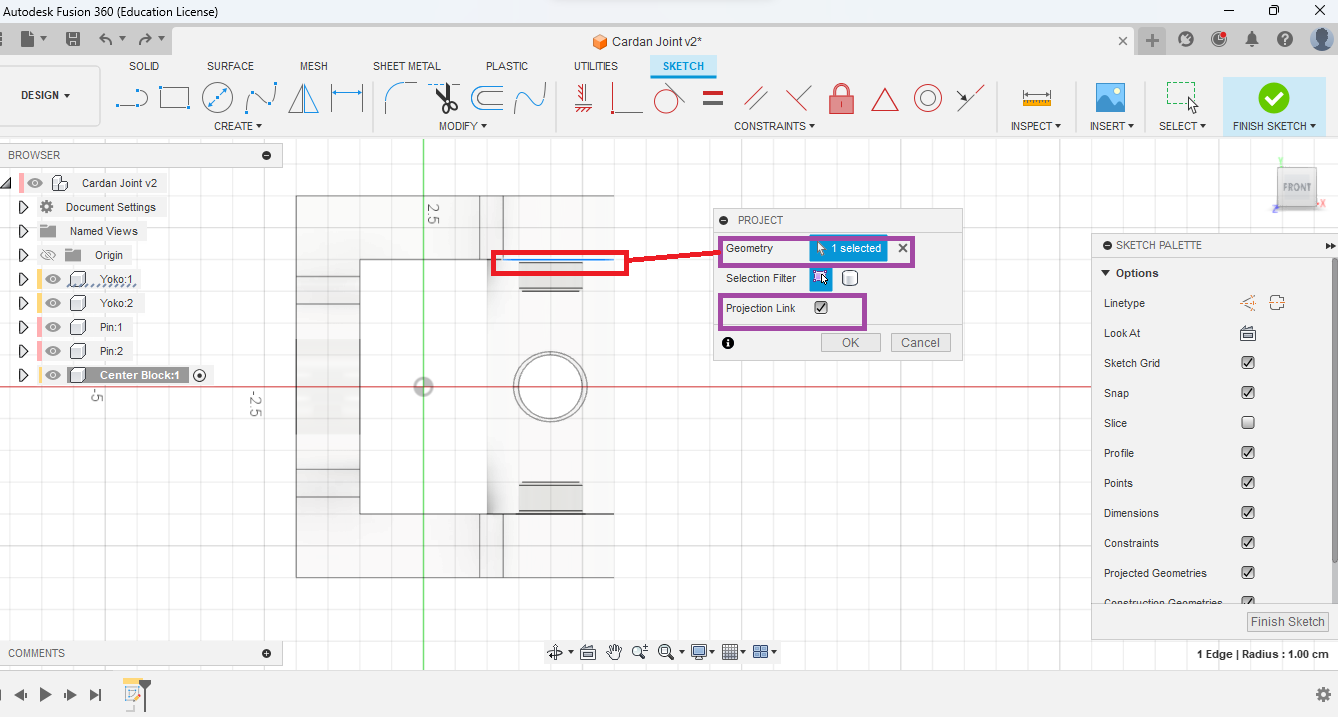 Autodesk Fusion 360 (Education License)
Cardan Joint v2*
SOLID SURFACE MESH SHEET METAL PLASTIC UTILITIES SKETCH
DESIGN
CREATE MODIFY CONSTRAINTS INSPECT INSERT SELECT FINISH SKETCH
BROWSER
Cardan Joint v2
Document Settings
Named Views
Origin
Yoko:1
Yoko:2
Pin:1
Pin:2
Center Block:1
2.5
-5
-2.5
PROJECT
Geometry 1 selected
Selection Filter
Projection Link
OK Cancel
Y
FRONT
X
Z
SKETCH PALETTE
Options
Linetype
Look At
Sketch Grid
Snap
Slice
Profile
Points
Dimensions
Constraints
Projected Geometries
Construction Geometries
Finish Sketch
COMMENTS
1 Edge | Radius : 1.00 cm